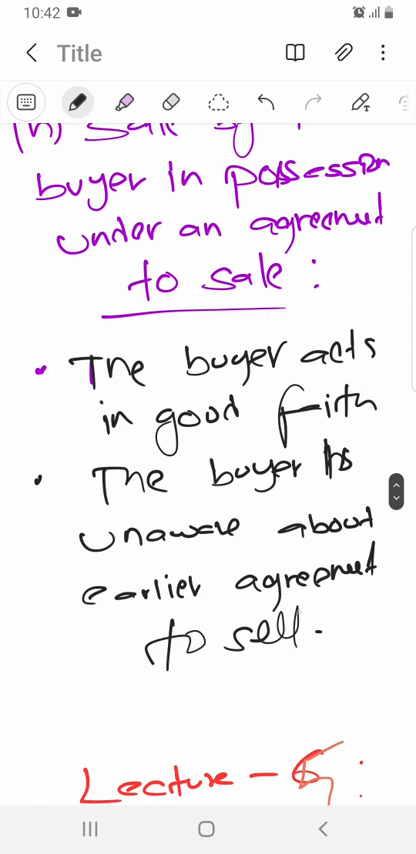 10:42
Title
buyer in possession
under an agreement
to sale :
• The buyer acts
in good faith
• The buyer is
unaware about
earlier agreement
to sell.
Lecture -